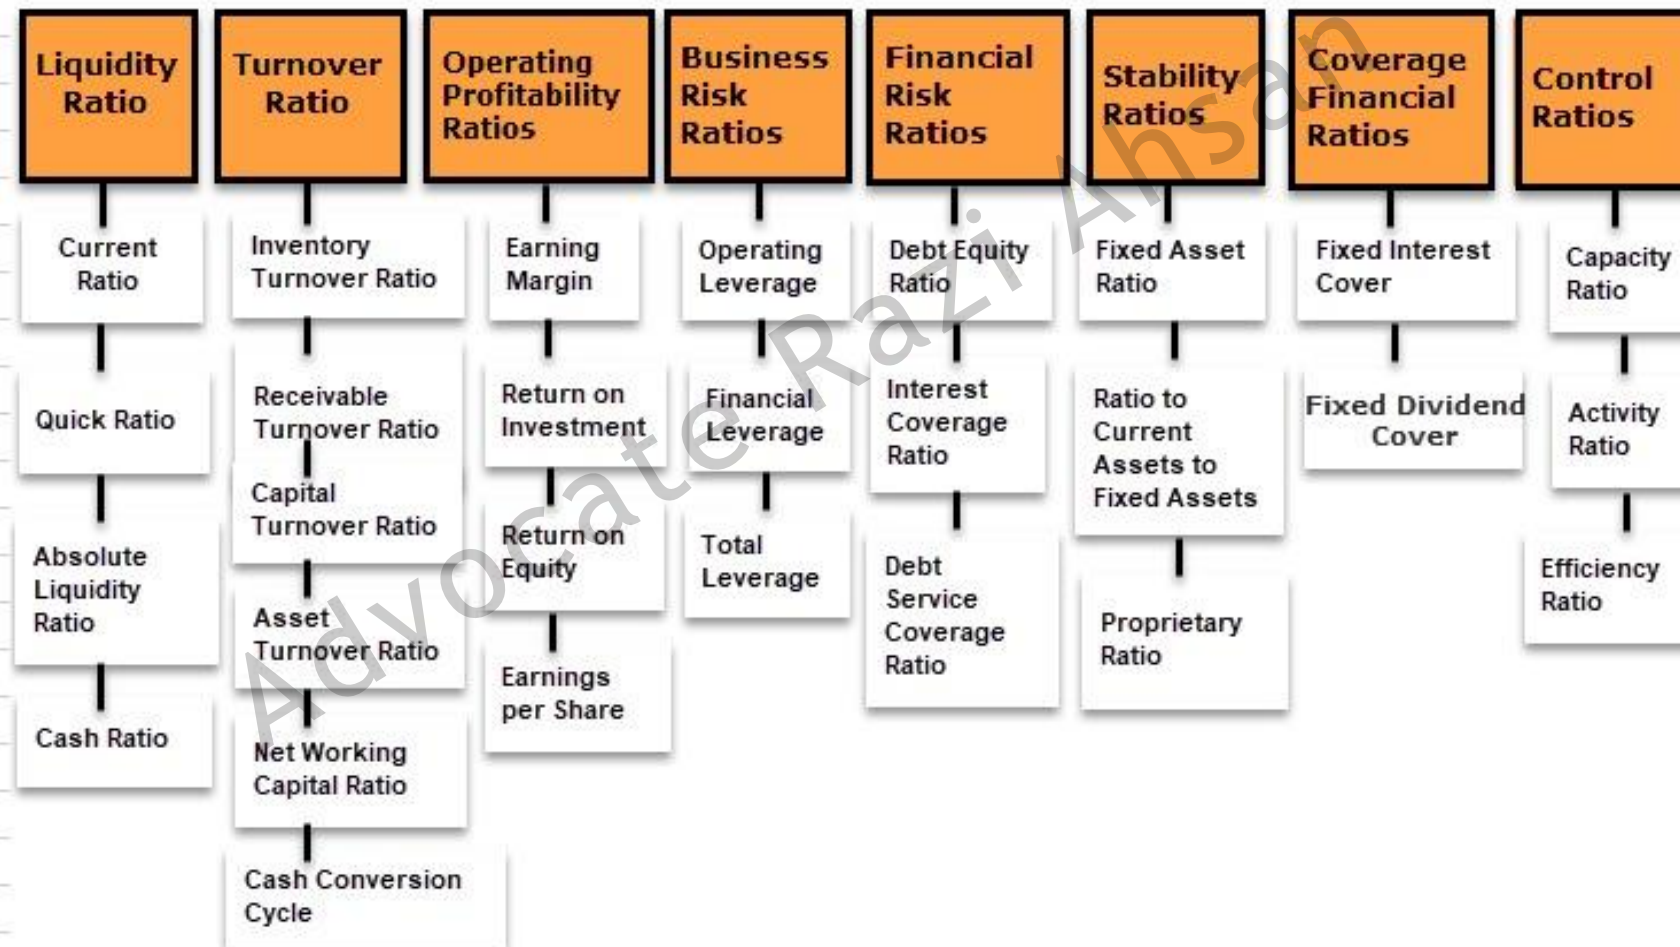 Liquidity
Ratio
Current
Ratio
Quick Ratio
Absolute
Liquidity
Ratio
Cash Ratio
Turnover
Ratio
Inventory
Turnover Ratio
Receivable
Turnover Ratio
Capital
Turnover Ratio
Asset
Turnover Ratio
Net Working
Capital Ratio
Cash Conversion
Cycle
Operating
Profitability
Ratios
Earning
Margin
Return on
Investment
Return on
Equity
Earnings
per Share
Business
Risk
Ratios
Operating
Leverage
Financial
Leverage
Total
Leverage
Financial
Risk
Ratios
Debt Equity
Ratio
Interest
Coverage
Ratio
Debt
Service
Coverage
Ratio
Stability
Ratios
Fixed Asset
Ratio
Ratio to
Current
Assets to
Fixed Assets
Proprietary
Ratio
Coverage
Financial
Ratios
Fixed Interest
Cover
Fixed Dividend
Cover
Control
Ratios
Capacity
Ratio
Activity
Ratio
Efficiency
Ratio
Advocate Razi Ahsan